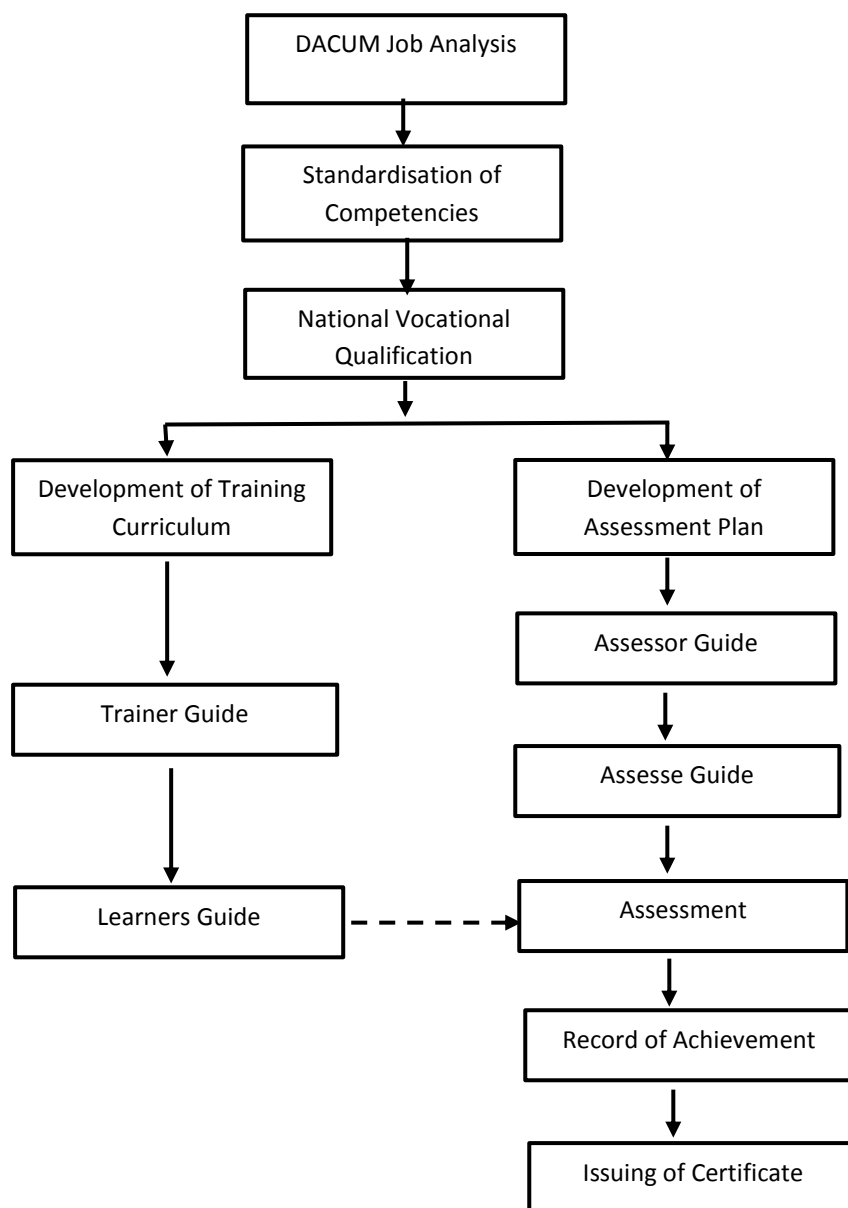 DACUM Job Analysis
Standardisation of
Competencies
National Vocational
Qualification
Development of Training
Curriculum
Development of
Assessment Plan
Assessor Guide
Trainer Guide
Assesse Guide
Learners Guide
Assessment
Record of Achievement
Issuing of Certificate